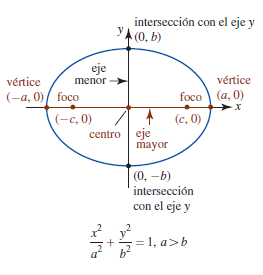 intersección con el eje y
y
(0, b)
eje
menor
vértice
(−a, 0)
foco
(−c, 0)
vértice
(a, 0)
foco
(c, 0)
x
centro
eje
mayor
(0, −b)
intersección
con el eje y
x²/a² + y²/b² = 1, a>b